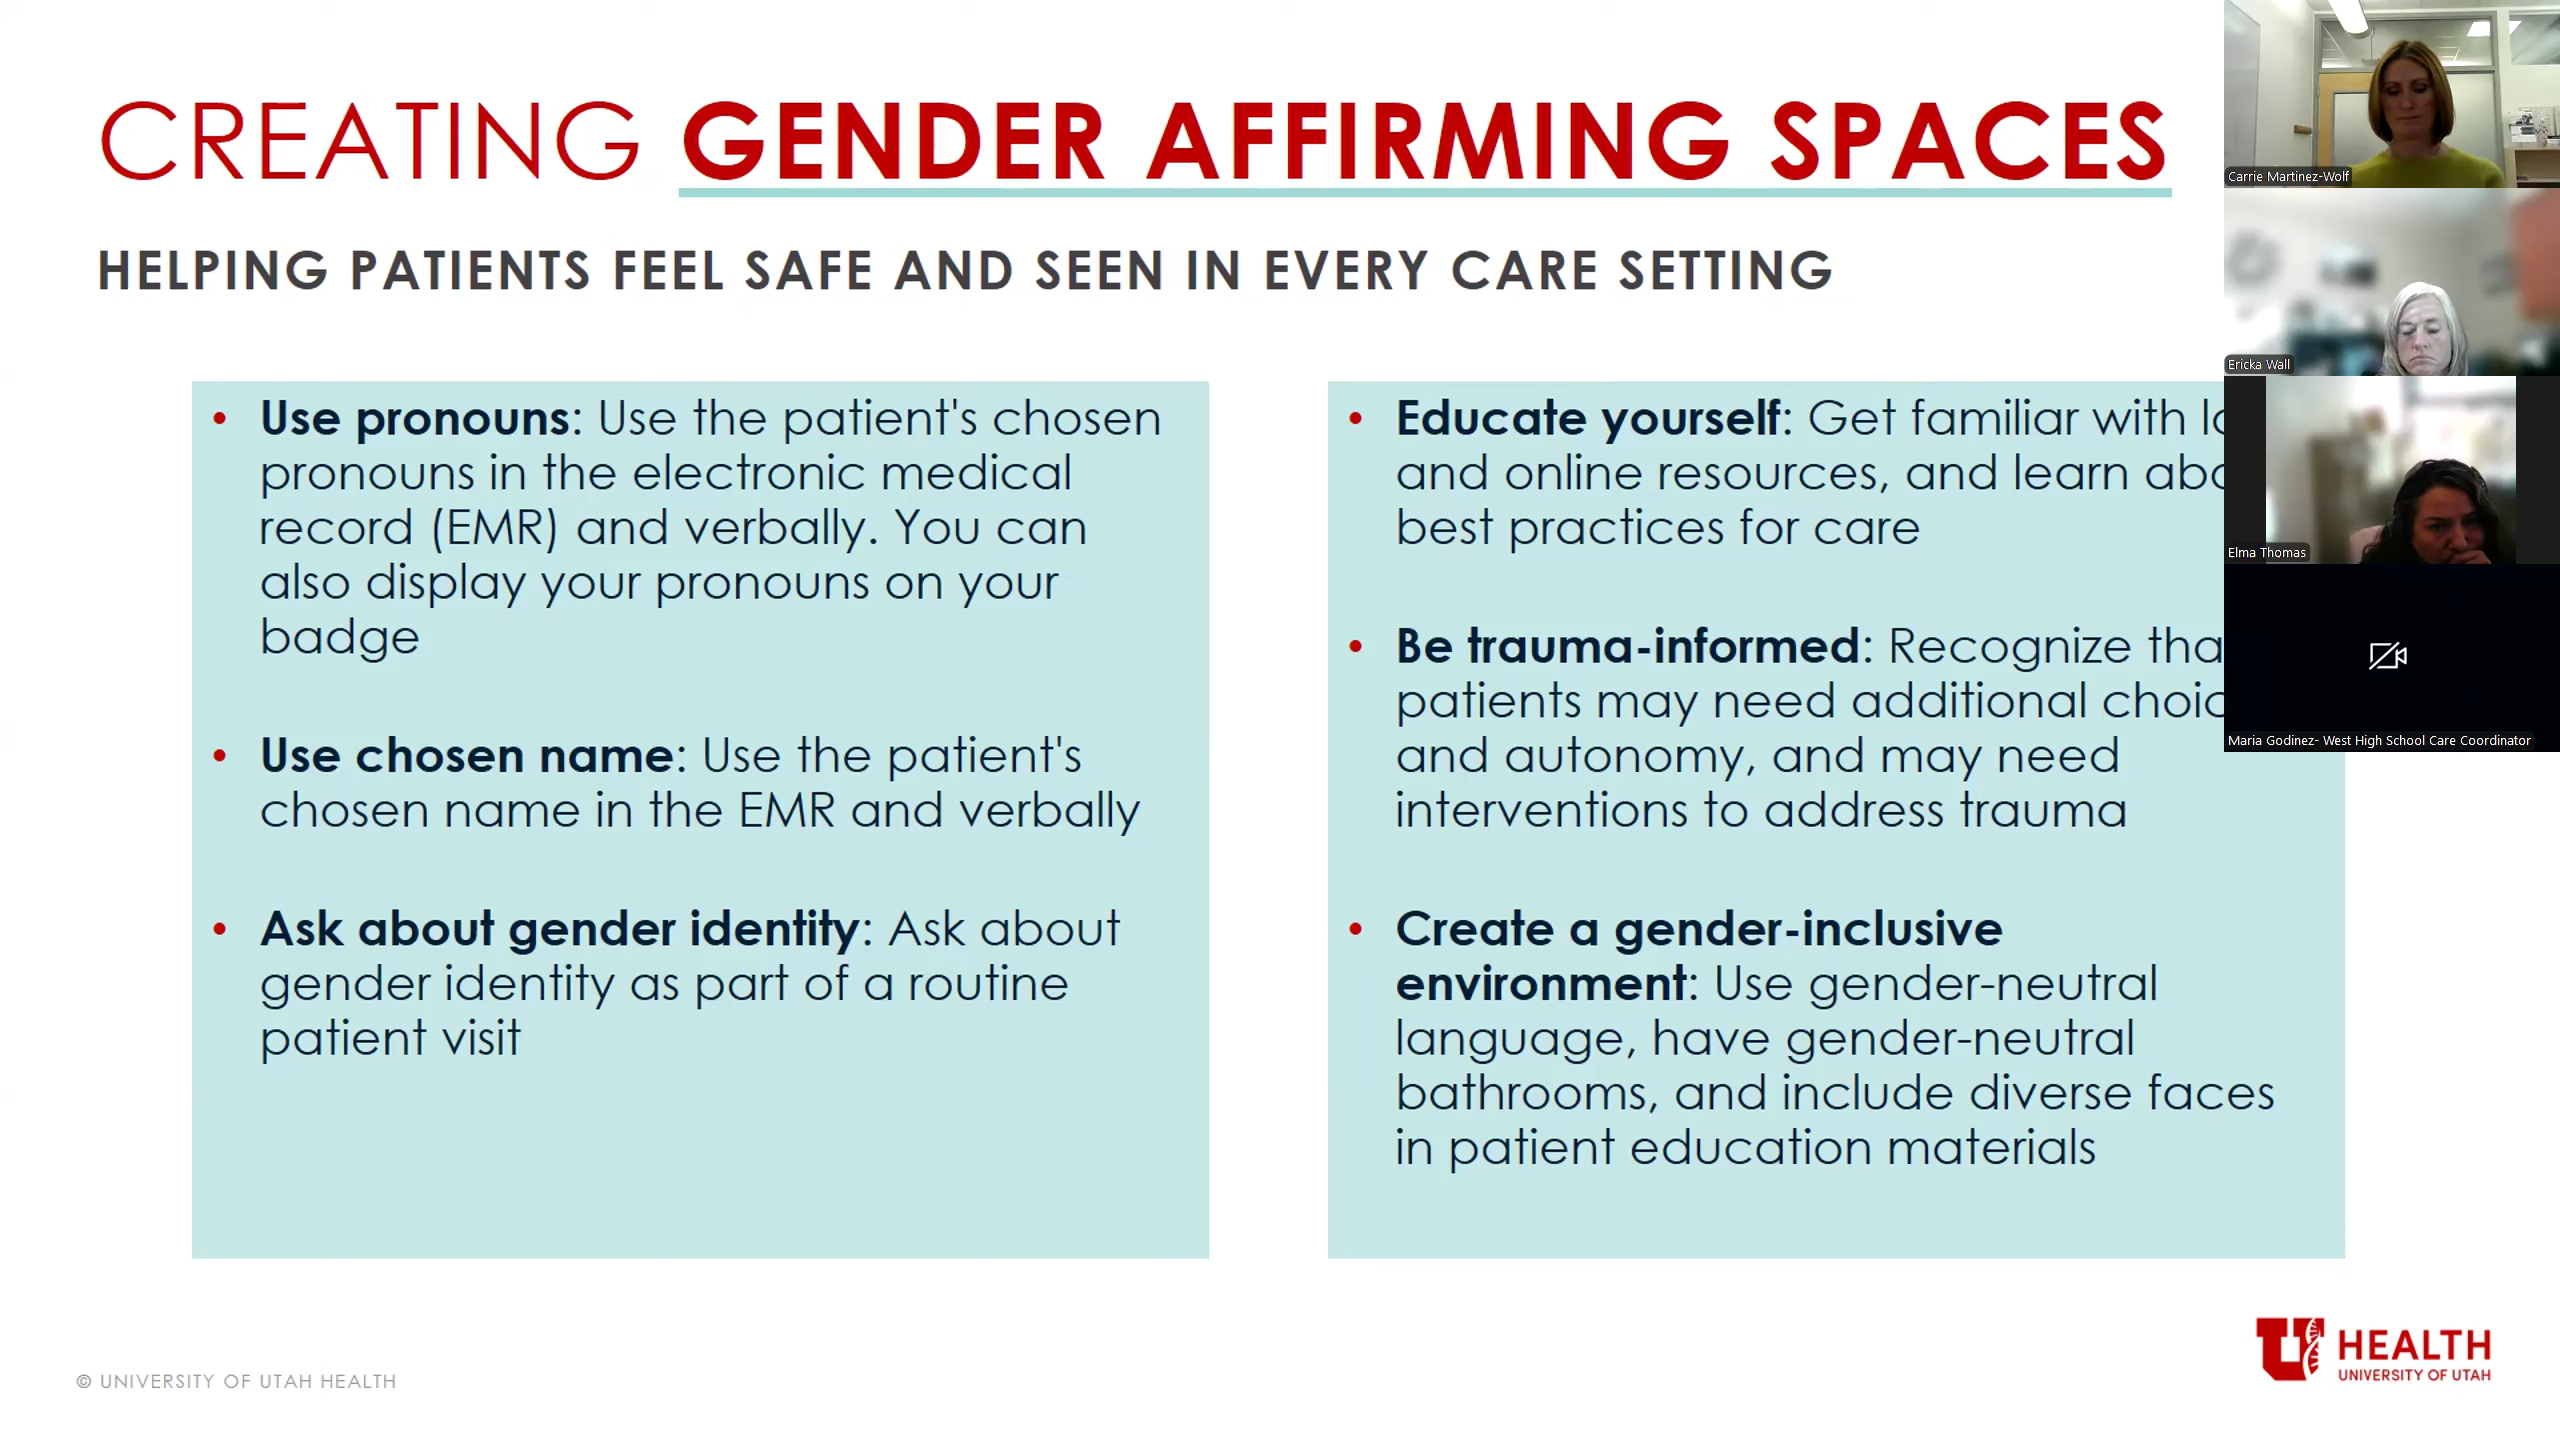 CREATING GENDER AFFIRMING SPACES
HELPING PATIENTS FEEL SAFE AND SEEN IN EVERY CARE SETTING
• Use pronouns: Use the patient's chosen
pronouns in the electronic medical
record (EMR) and verbally. You can
also display your pronouns on your
badge
• Use chosen name: Use the patient's
chosen name in the EMR and verbally
• Ask about gender identity: Ask about
gender identity as part of a routine
patient visit
• Educate yourself: Get familiar with
and online resources, and learn
best practices for care
• Be trauma-informed: Recognize
patients may need additional
and autonomy, and may need
interventions to address trauma
• Create a gender-inclusive
environment: Use gender-neutral
language, have gender-neutral
bathrooms, and include diverse faces
in patient education materials
Carrie Martinez-Wolf
Ericka Wall
Elma Thomas
Maria Godinez- West High School Care Coordinator
© UNIVERSITY OF UTAH HEALTH
U HEALTH
UNIVERSITY OF UTAH